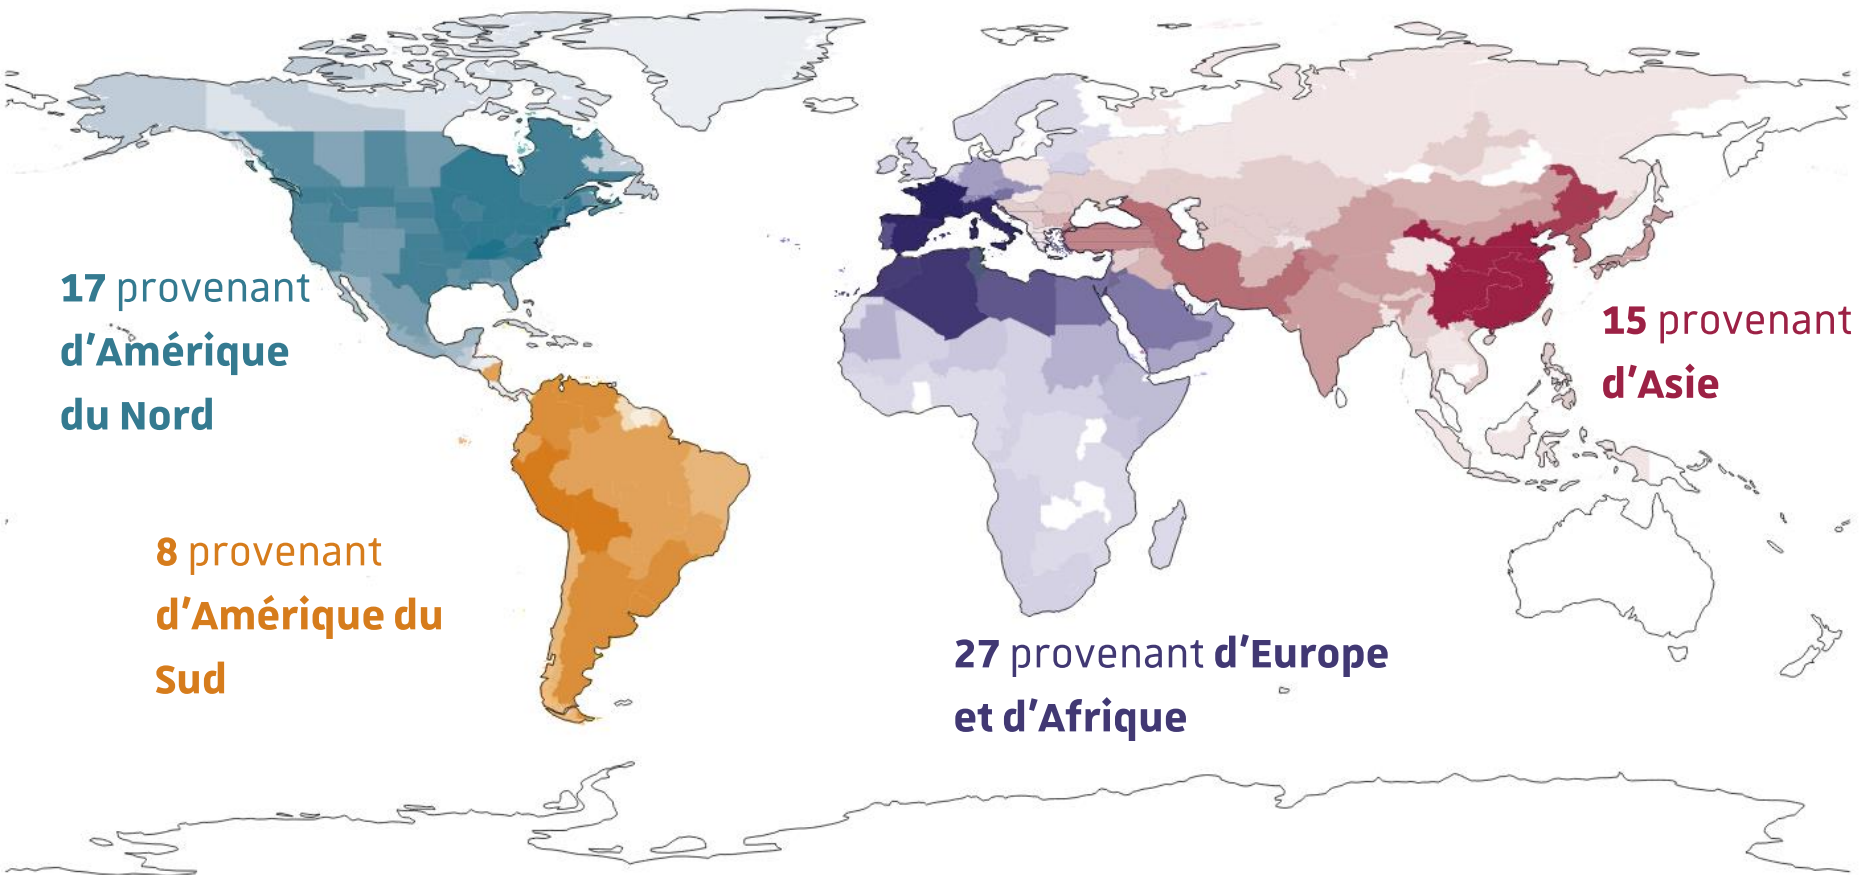 17 provenant
d’Amérique
du Nord
15 provenant
d’Asie
8 provenant
d’Amérique du
Sud
27 provenant d’Europe
et d’Afrique